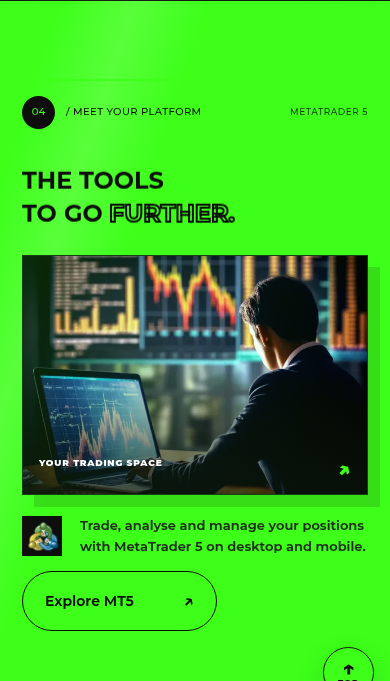 04 / MEET YOUR PLATFORM METATRADER 5
THE TOOLS
TO GO FURTHER.
YOUR TRADING SPACE
Trade, analyse and manage your positions
with MetaTrader 5 on desktop and mobile.
Explore MT5